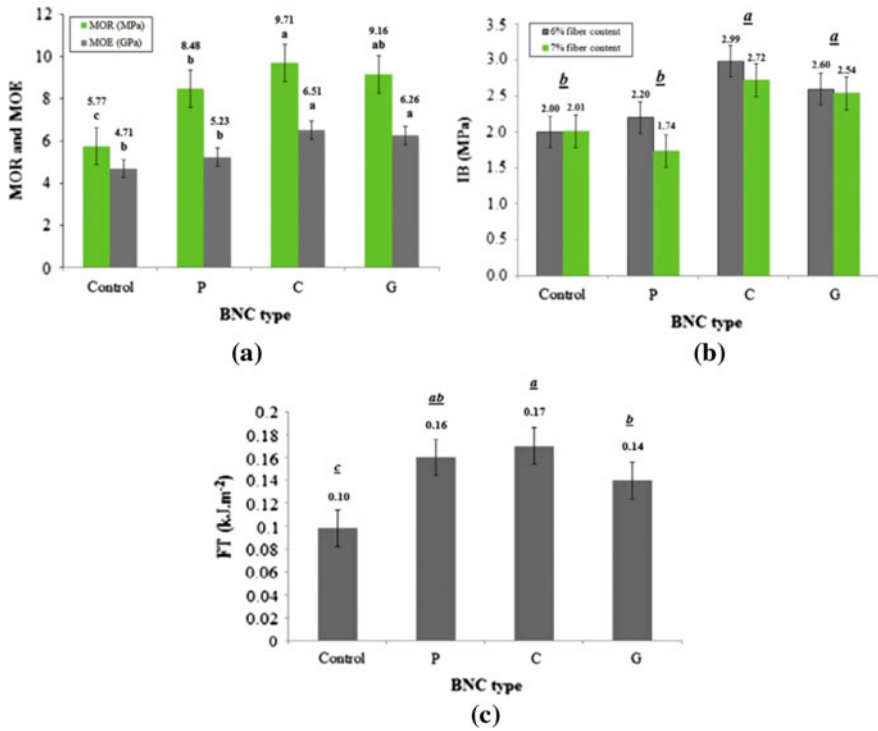 MOR (MPa)
MOE (GPa)
12
10
8
6
4
2
0
MOR and MOE
5.77
c
4.71
b
8.48
b
5.23
b
9.71
a
6.51
a
9.16
ab
6.26
a
Control P C G
BNC type
(a)
6% fiber content
7% fiber content
3.5
3.0
2.5
2.0
1.5
1.0
0.5
0.0
IB (MPa)
b
2.00 2.01
b
2.20
1.74
a
2.99
2.72
a
2.60
2.54
Control P C G
BNC type
(b)
0.2
0.18
0.16
0.14
0.12
0.1
0.08
0.06
0.04
0.02
0
FT (kJ.m-2)
c
0.10
ab
0.16
a
0.17
b
0.14
Control P C G
BNC type
(c)